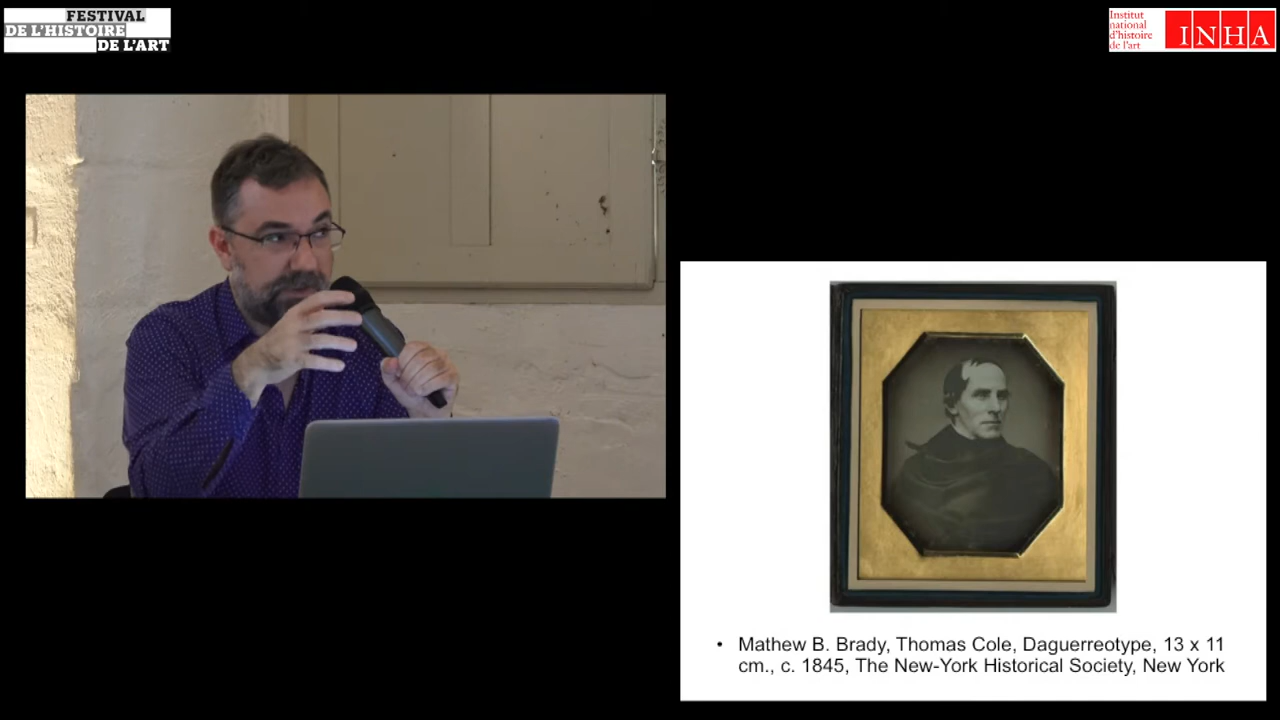 FESTIVAL
DE L'HISTOIRE
DE L'ART
Institut
national
d'histoire
de l'art
INHA
• Mathew B. Brady, Thomas Cole, Daguerreotype, 13 x 11
cm., c. 1845, The New-York Historical Society, New York